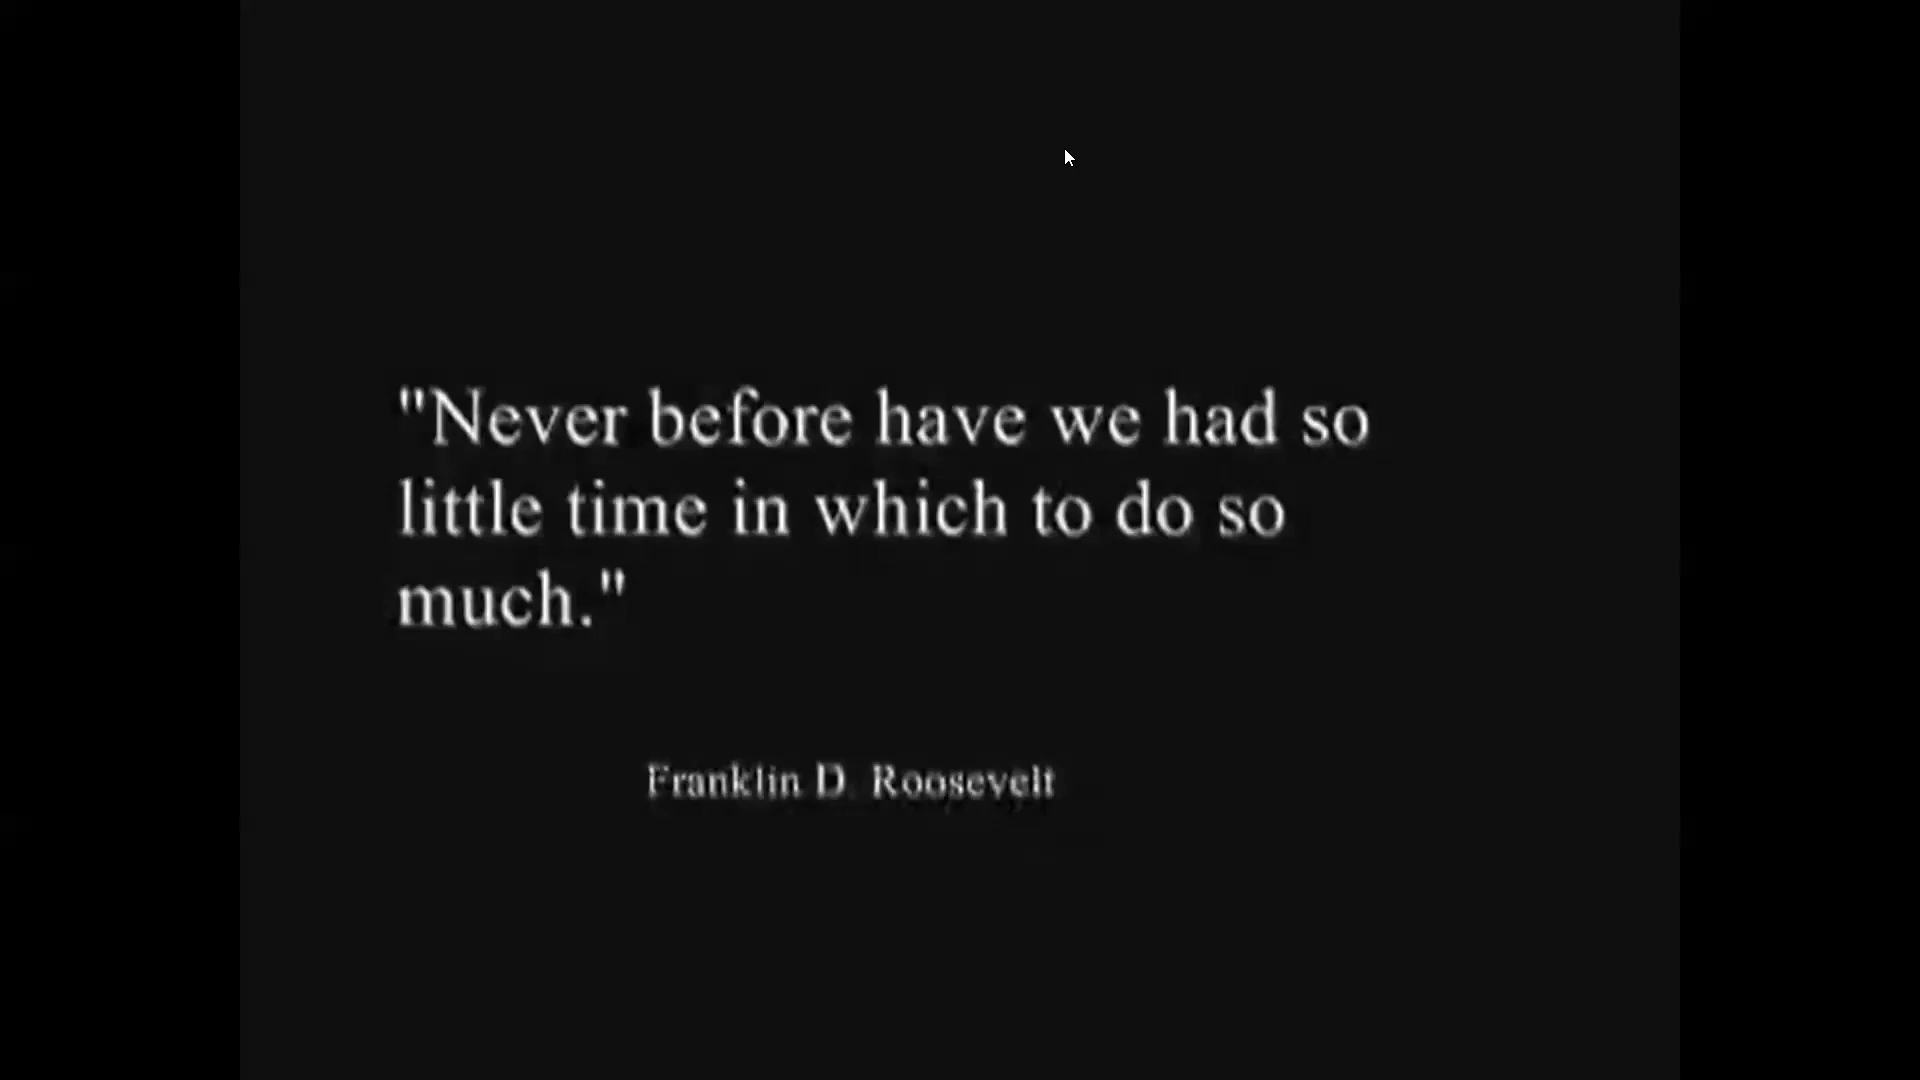 "Never before have we had so
little time in which to do so
much."
Franklin D. Roosevelt